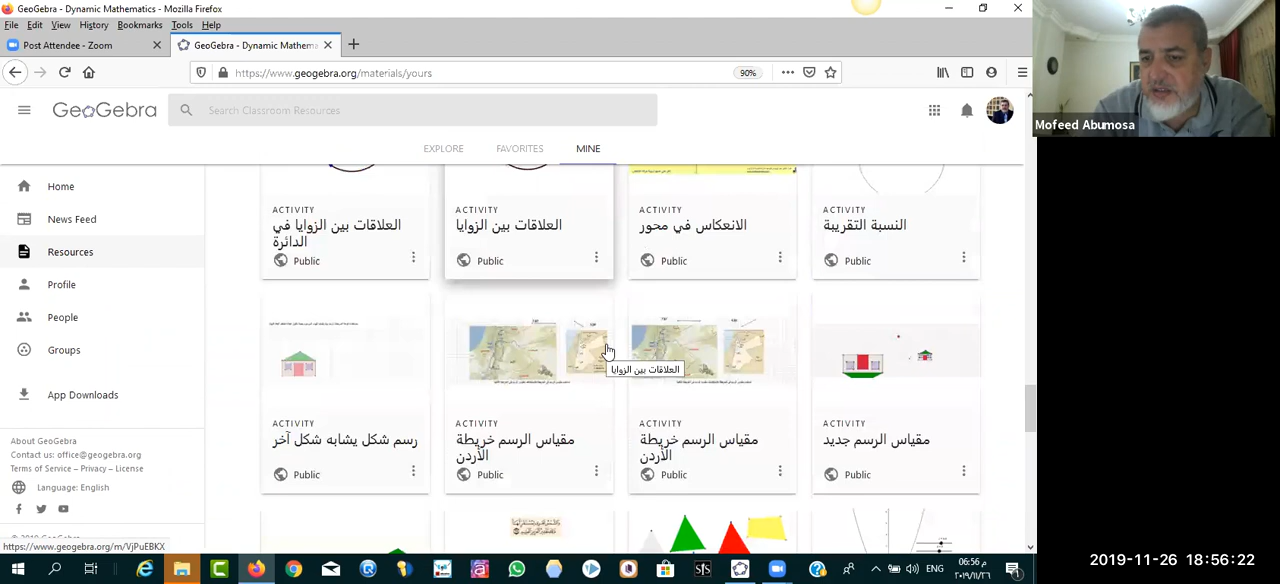 GeoGebra - Dynamic Mathematics - Mozilla Firefox
File Edit View History Bookmarks Tools Help
Post Attendee - Zoom
GeoGebra - Dynamic Mathema
https://www.geogebra.org/materials/yours
90%
GeoGebra
Search Classroom Resources
EXPLORE
FAVORITES
MINE
Home
News Feed
Resources
Profile
People
Groups
App Downloads
About GeoGebra
Contact us: office@geogebra.org
Terms of Service – Privacy – License
Language: English
ACTIVITY
العلاقات بين الزوايا في
الدائرة
Public
ACTIVITY
العلاقات بين الزوايا
Public
ACTIVITY
الانعكاس في محور
Public
ACTIVITY
النسبة التقريبة
Public
العلاقات بين الزوايا
ACTIVITY
رسم شكل يشابه شكل آخر
Public
ACTIVITY
مقياس الرسم خريطة
الأردن
Public
ACTIVITY
مقياس الرسم خريطة
الأردن
Public
ACTIVITY
مقياس الرسم جديد
Public
https://www.geogebra.org/m/VjPuEBKX
ENG
06:56 م
٢٠١٩/١١/٢٦
Mofeed Abumosa
2019-11-26 18:56:22